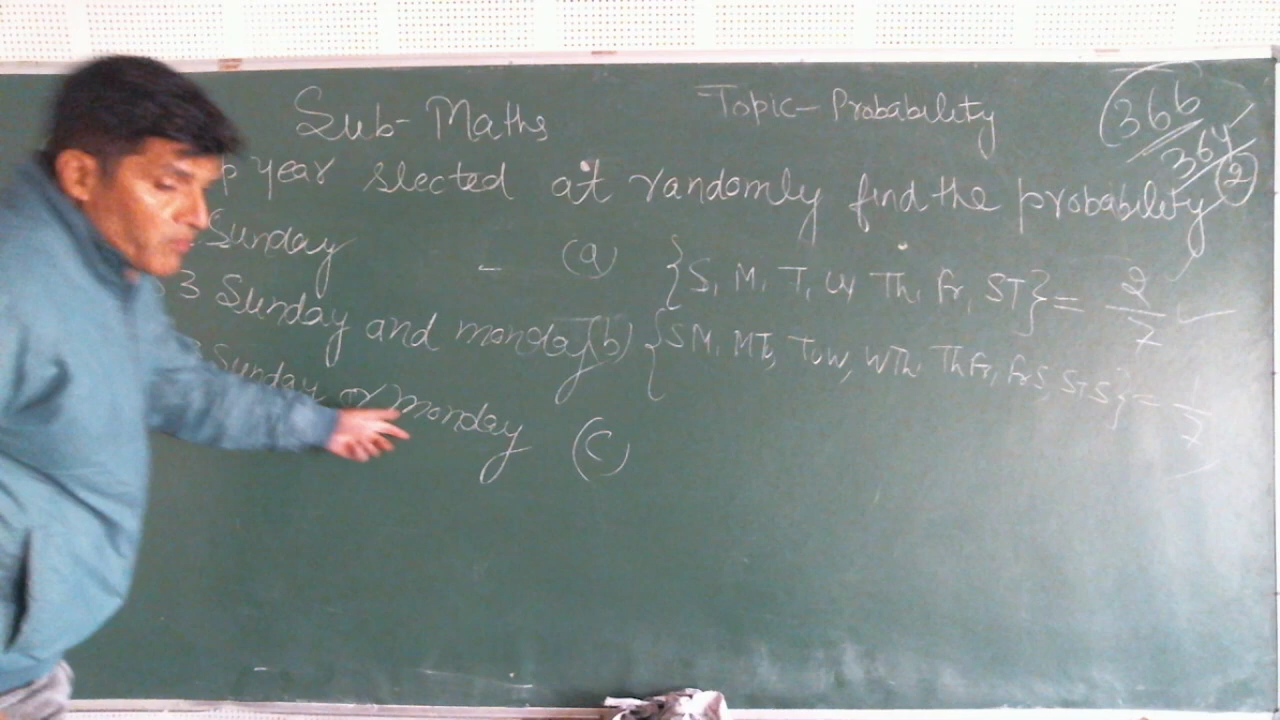 Sub- Maths
Topic- Probability
366
364
2
p year slected at randomly find the probability
Sunday - (a) {S, M, T, W, Th, Fr, ST} = 2/7
3 Sunday and monday (b) {SM, MT, TuW, WTh, ThFr, FrS, STS} = 1/7
Sunday or monday (c)